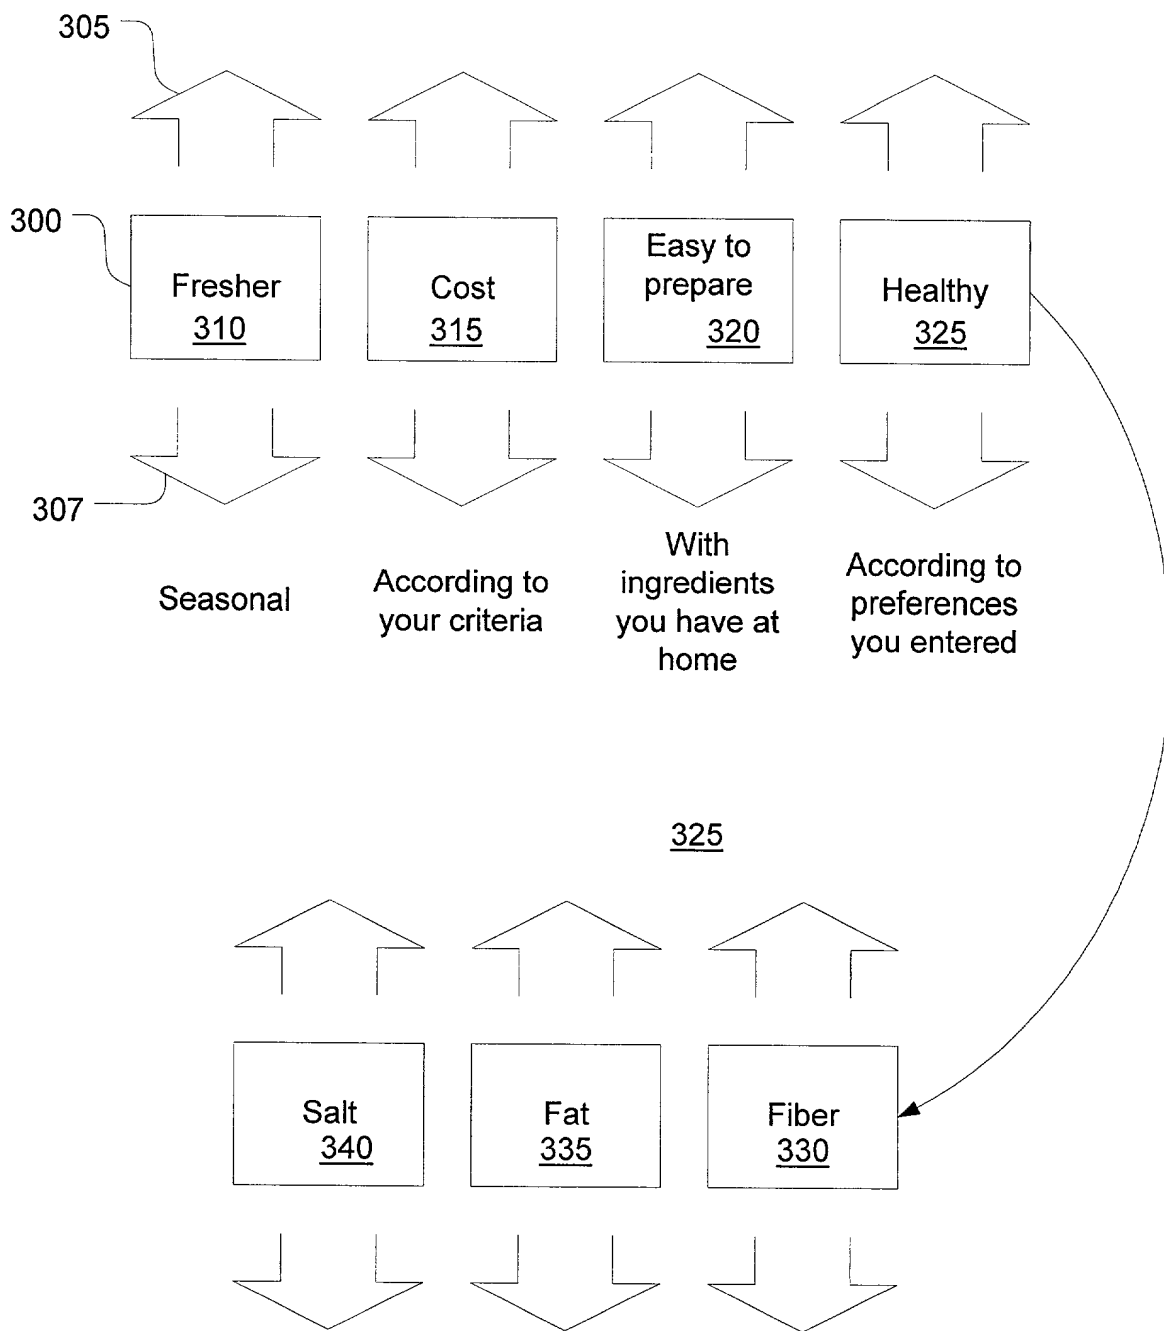 305
300
Fresher
310
Cost
315
Easy to
prepare
320
Healthy
325
307
Seasonal
According to
your criteria
With
ingredients
you have at
home
According to
preferences
you entered
325
Salt
340
Fat
335
Fiber
330